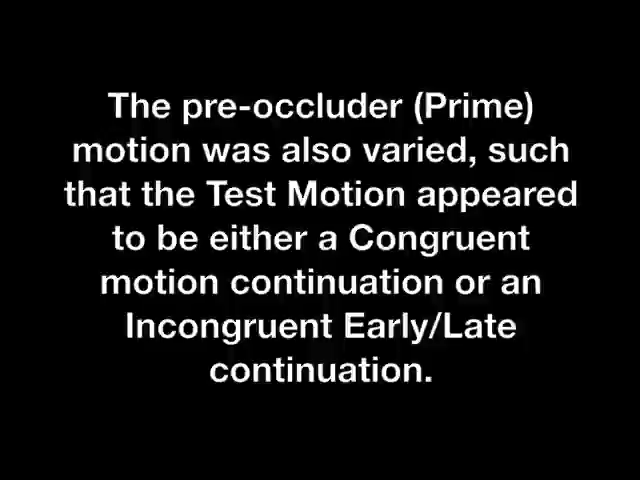 The pre-occluder (Prime)
motion was also varied, such
that the Test Motion appeared
to be either a Congruent
motion continuation or an
Incongruent Early/Late
continuation.